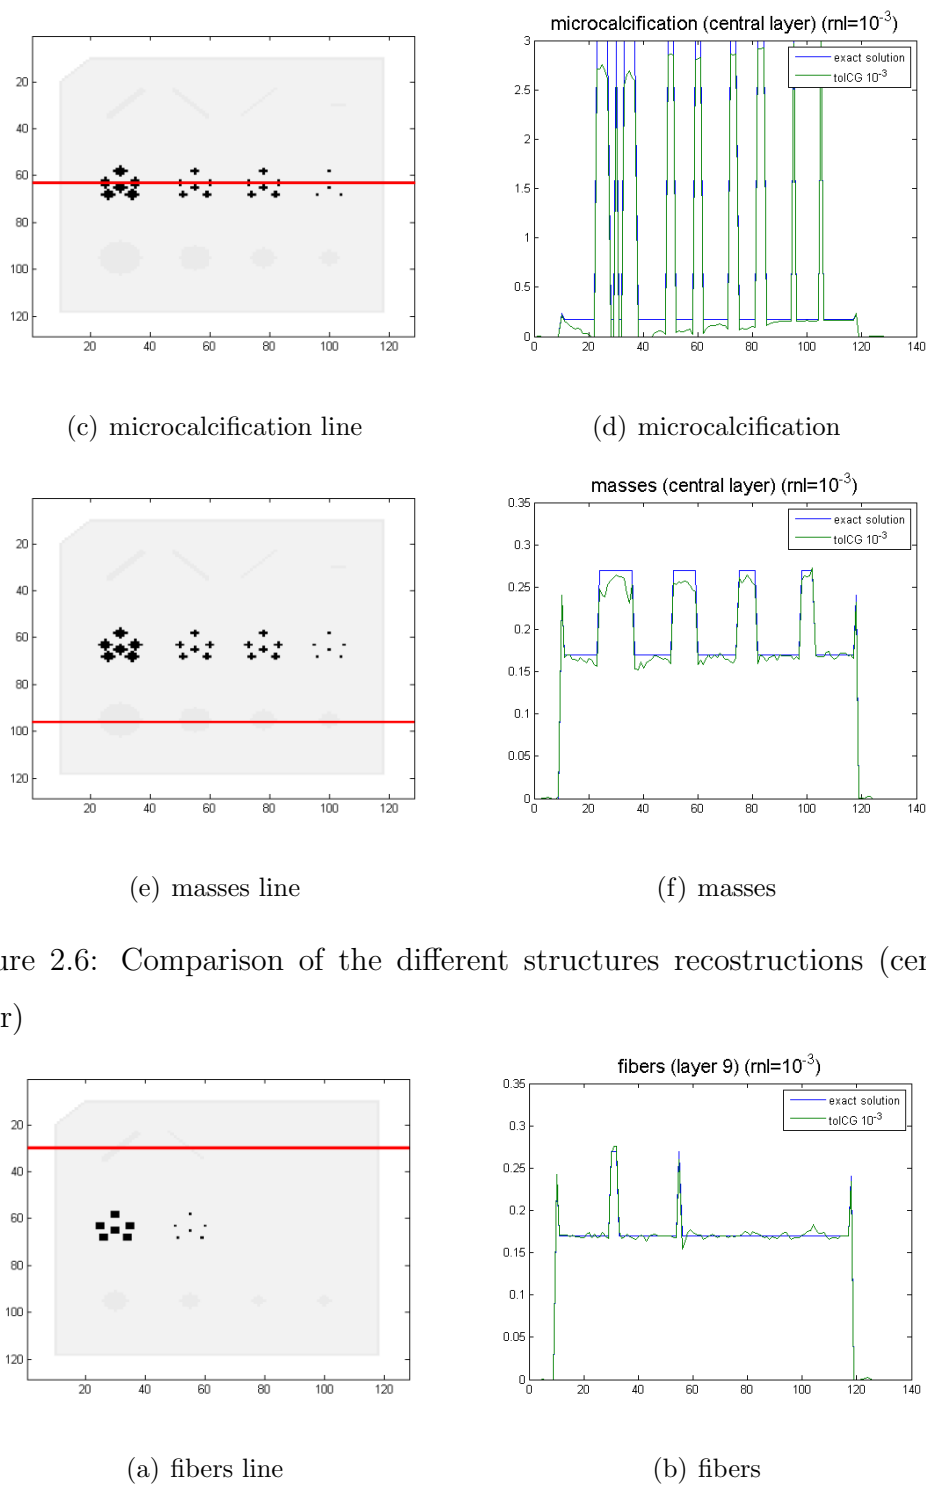 microcalcification (central layer) (rnl=10^-3)
exact solution
tolCG 10^-3
3
2.5
2
1.5
1
0.5
0
0 20 40 60 80 100 120 140
20
40
60
80
100
120
20 40 60 80 100 120
(c) microcalcification line
(d) microcalcification
masses (central layer) (rnl=10^-3)
exact solution
tolCG 10^-3
0.35
0.3
0.25
0.2
0.15
0.1
0.05
0
0 20 40 60 80 100 120 140
20
40
60
80
100
120
20 40 60 80 100 120
(e) masses line
(f) masses
ure 2.6: Comparison of the different structures recostructions (cer
r)
fibers (layer 9) (rnl=10^-3)
exact solution
tolCG 10^-3
0.35
0.3
0.25
0.2
0.15
0.1
0.05
0
0 20 40 60 80 100 120 140
20
40
60
80
100
120
20 40 60 80 100 120
(a) fibers line
(b) fibers